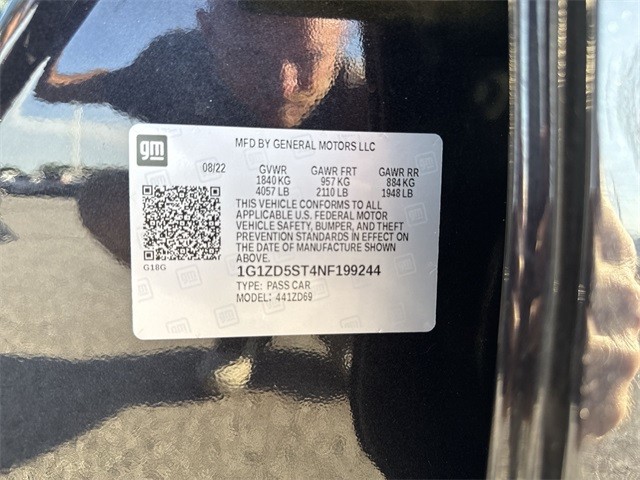 gm
MFD BY GENERAL MOTORS LLC
08/22 GVWR GAWR FRT GAWR RR
1840 KG 957 KG 884 KG
4057 LB 2110 LB 1948 LB
THIS VEHICLE CONFORMS TO ALL
APPLICABLE U.S. FEDERAL MOTOR
VEHICLE SAFETY, BUMPER, AND THEFT
PREVENTION STANDARDS IN EFFECT ON
THE DATE OF MANUFACTURE SHOWN
ABOVE.
G18G
1G1ZD5ST4NF199244
TYPE: PASS CAR
MODEL: 441ZD69